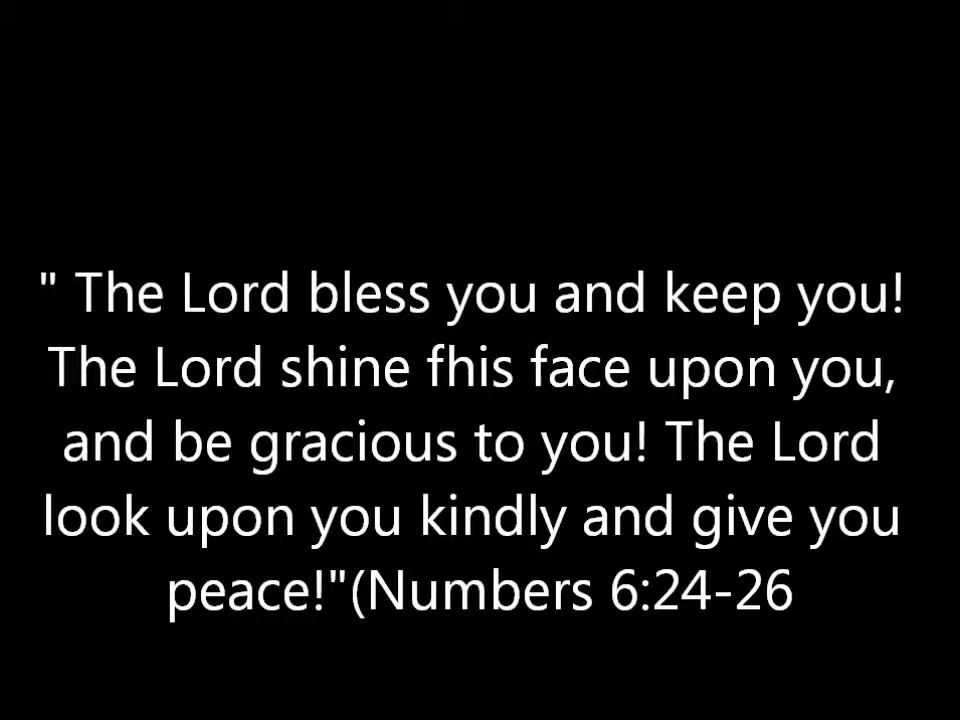 " The Lord bless you and keep you!
The Lord shine fhis face upon you,
and be gracious to you! The Lord
look upon you kindly and give you
peace!"(Numbers 6:24-26